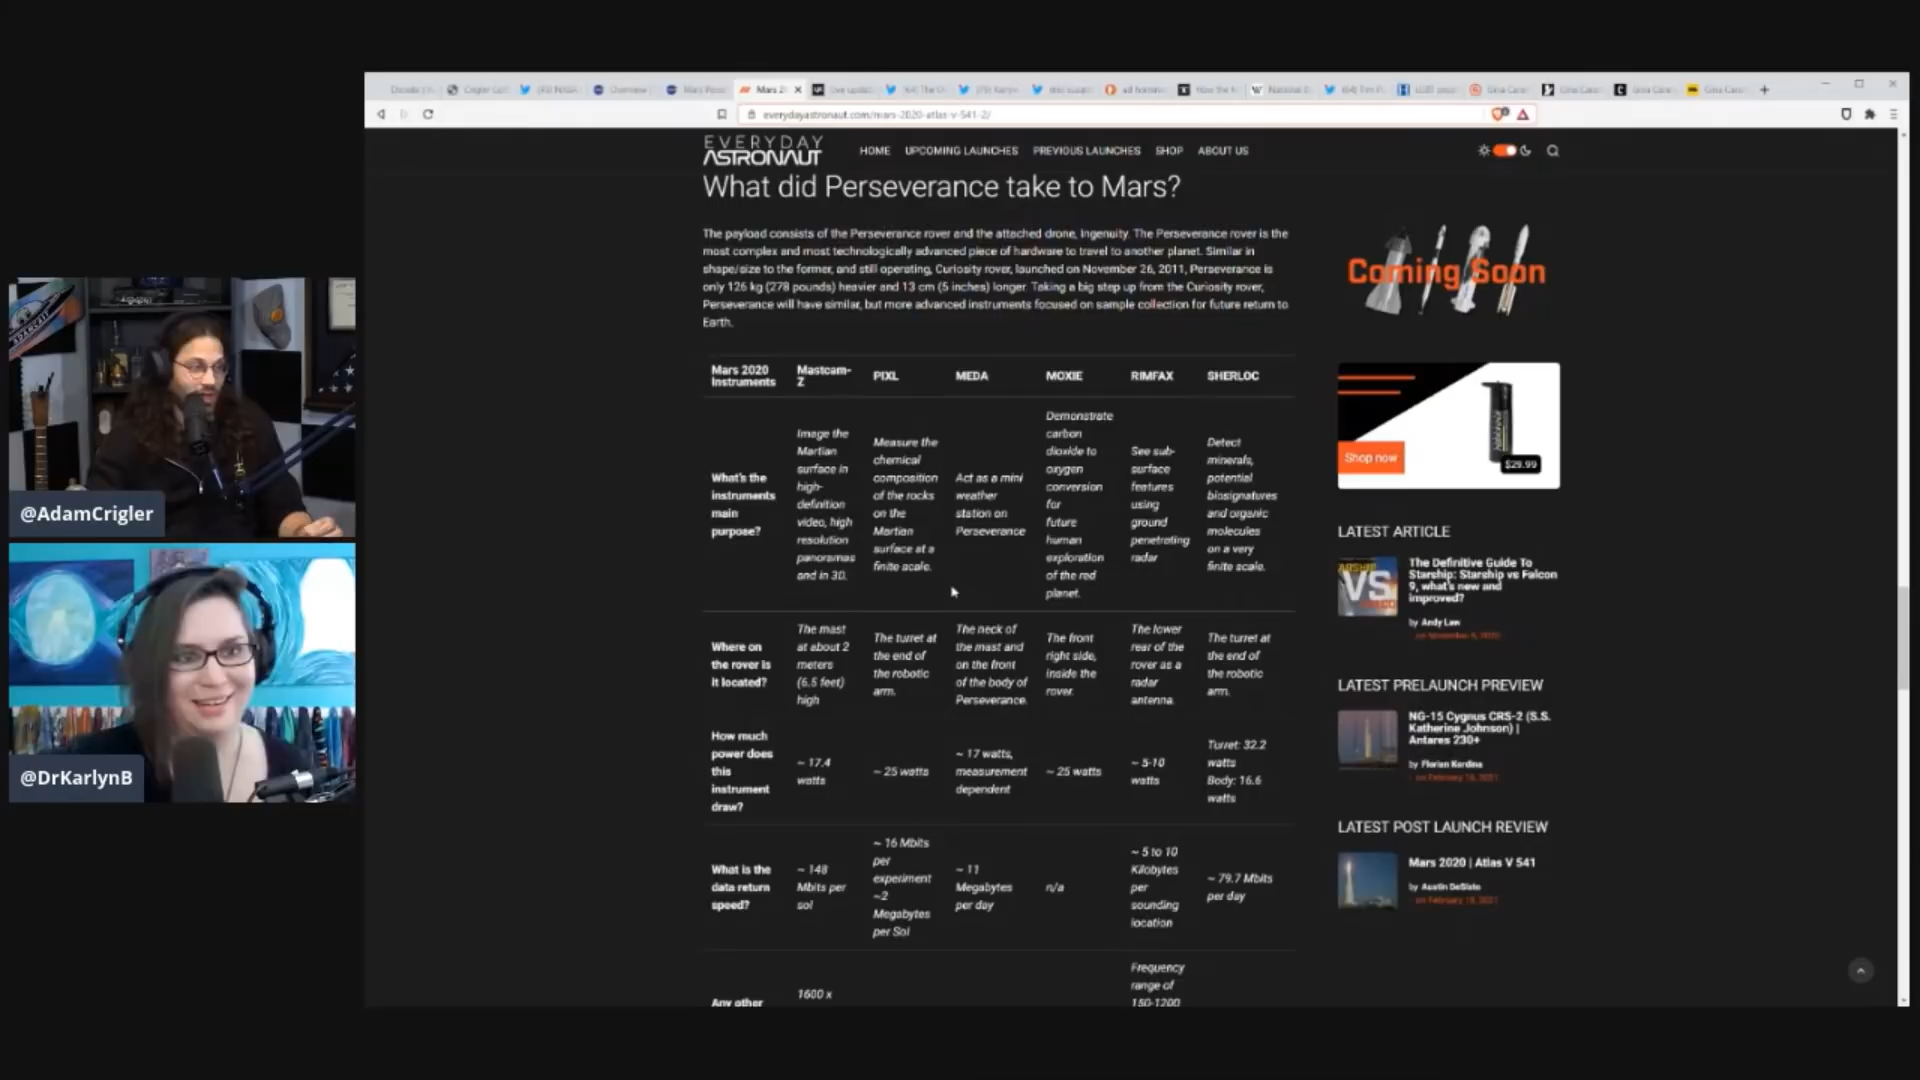 everydayastronaut.com/mars-2020-atlas-v-541-2/
EVERYDAY
ASTRONAUT
HOME
UPCOMING LAUNCHES
PREVIOUS LAUNCHES
SHOP
ABOUT US
What did Perseverance take to Mars?
The payload consists of the Perseverance rover and the attached drone, Ingenuity. The Perseverance rover is the
most complex and most technologically advanced piece of hardware to travel to another planet. Similar in
shape/size to the former, and still operating, Curiosity rover, launched on November 26, 2011, Perseverance is
only 126 kg (278 pounds) heavier and 13 cm (5 inches) longer. Taking a big step up from the Curiosity rover,
Perseverance will have similar, but more advanced instruments focused on sample collection for future return to
Earth.
Mars 2020
Instruments
Mastcam-
Z
PIXL
MEDA
MOXIE
RIMFAX
SHERLOC
What's the
instruments
main
purpose?
Image the
Martian
surface in
high-
definition
video, high
resolution
panoramas
and in 3D.
Measure the
chemical
composition
of the rocks
on the
Martian
surface at a
finite scale.
Act as a mini
weather
station on
Perseverance
Demonstrate
carbon
dioxide to
oxygen
conversion
for
future
human
exploration
of the red
planet.
See sub-
surface
features
using
ground
penetrating
radar
Detect
minerals,
potential
biosignatures
and organic
molecules
on a very
finite scale.
Where on
the rover is
it located?
The mast
at about 2
meters
(6.5 feet)
high
The turret at
the end of
the robotic
arm.
The neck of
the mast and
on the front
of the body of
Perseverance.
The front
right side,
inside the
rover.
The lower
rear of the
rover as a
radar
antenna.
The turret at
the end of
the robotic
arm.
How much
power does
this
instrument
draw?
~ 17.4
watts
~ 25 watts
~ 17 watts,
measurement
dependent
~ 25 watts
~ 5-10
watts
Turret: 32.2
watts
Body: 16.6
watts
What is the
data return
speed?
~ 148
Mbits per
sol
~ 16 Mbits
per
experiment
~2
Megabytes
per Sol
~ 11
Megabytes
per day
n/a
~ 5 to 10
Kilobytes
per
sounding
location
~ 79.7 Mbits
per day
Any other
1600 x
Frequency
range of
150-1200
Coming Soon
Shop now
$29.99
LATEST ARTICLE
VS
The Definitive Guide To
Starship: Starship vs Falcon
9, what's new and
improved?
by Andy Law
LATEST PRELAUNCH PREVIEW
NG-15 Cygnus CRS-2 (S.S.
Katherine Johnson) |
Antares 230+
by Florian Kordina
LATEST POST LAUNCH REVIEW
Mars 2020 | Atlas V 541
by Austin DeSisto
@AdamCrigler
@DrKarlynB